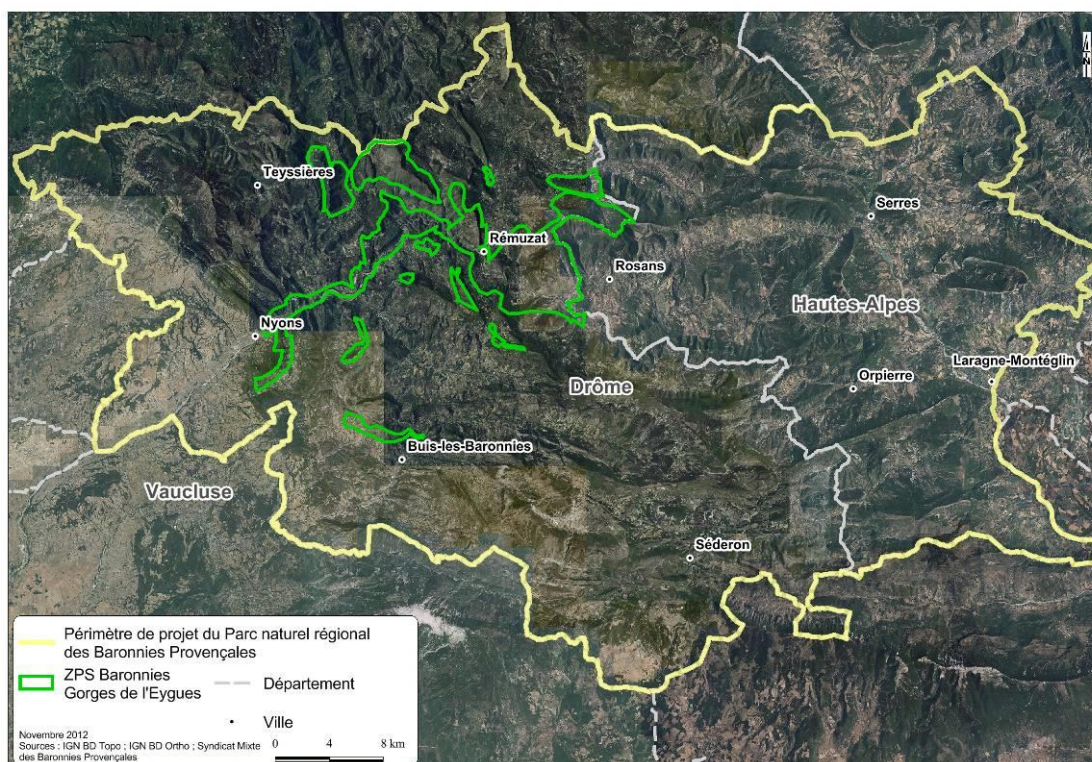 N
Teyssières
Serres
Rémuzat
Rosans
Hautes-Alpes
Nyons
Laragne-Montéglin
Drôme
Orpierre
Buis-les-Baronnies
Vaucluse
Séderon
Périmètre de projet du Parc naturel régional
des Baronnies Provençales
ZPS Baronnies
Gorges de l'Eygues
Département
Ville
Novembre 2012
Sources : IGN BD Topo ; IGN BD Ortho ; Syndicat Mixte
des Baronnies Provençales
0 4 8 km